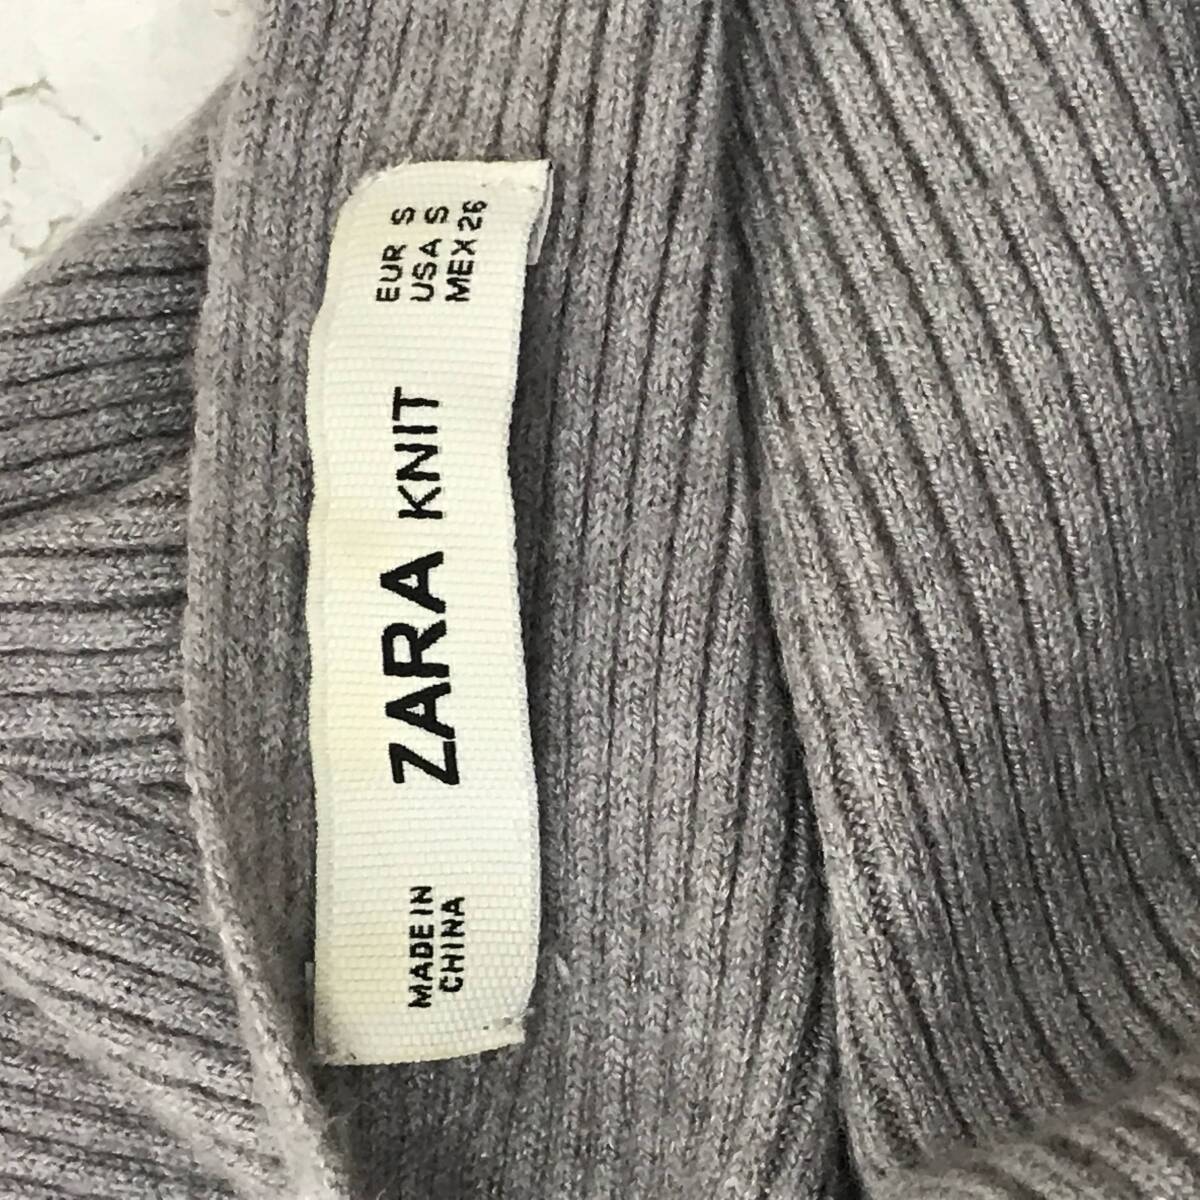 EUR S
USA S
MEX 26
ZARA KNIT
MADE IN
CHINA